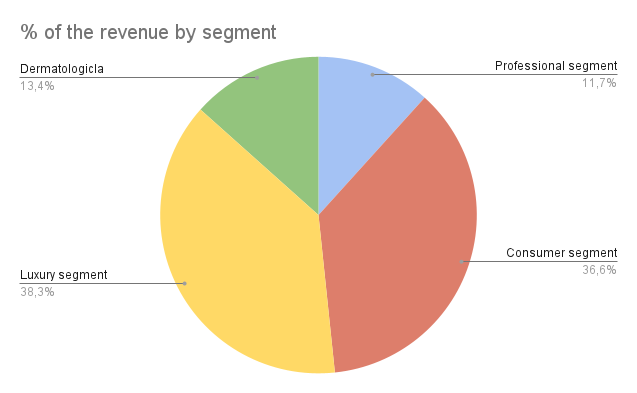 % of the revenue by segment
Dermatologicla
13,4%
Professional segment
11,7%
Consumer segment
36,6%
Luxury segment
38,3%